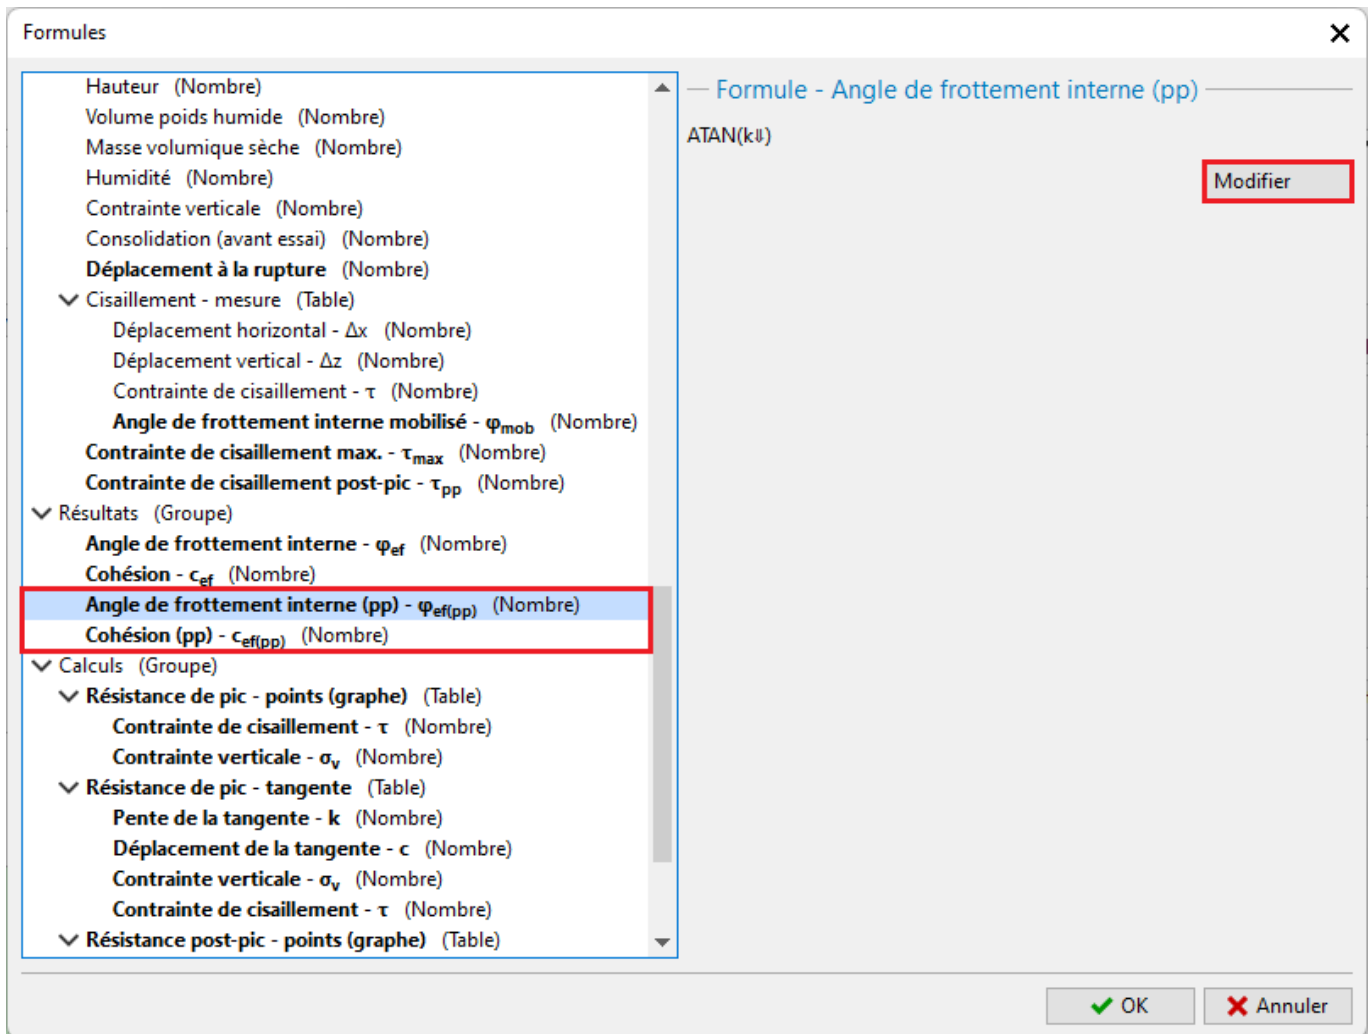 Formules
Hauteur (Nombre)
Volume poids humide (Nombre)
Masse volumique sèche (Nombre)
Humidité (Nombre)
Contrainte verticale (Nombre)
Consolidation (avant essai) (Nombre)
Déplacement à la rupture (Nombre)
Cisaillement - mesure (Table)
Déplacement horizontal - Δx (Nombre)
Déplacement vertical - Δz (Nombre)
Contrainte de cisaillement - τ (Nombre)
Angle de frottement interne mobilisé - φmob (Nombre)
Contrainte de cisaillement max. - τmax (Nombre)
Contrainte de cisaillement post-pic - τpp (Nombre)
Résultats (Groupe)
Angle de frottement interne - φef (Nombre)
Cohésion - cef (Nombre)
Angle de frottement interne (pp) - φef(pp) (Nombre)
Cohésion (pp) - cef(pp) (Nombre)
Calculs (Groupe)
Résistance de pic - points (graphe) (Table)
Contrainte de cisaillement - τ (Nombre)
Contrainte verticale - σv (Nombre)
Résistance de pic - tangente (Table)
Pente de la tangente - k (Nombre)
Déplacement de la tangente - c (Nombre)
Contrainte verticale - σv (Nombre)
Contrainte de cisaillement - τ (Nombre)
Résistance post-pic - points (graphe) (Table)
Formule - Angle de frottement interne (pp)
ATAN(k⇓)
Modifier
OK
Annuler